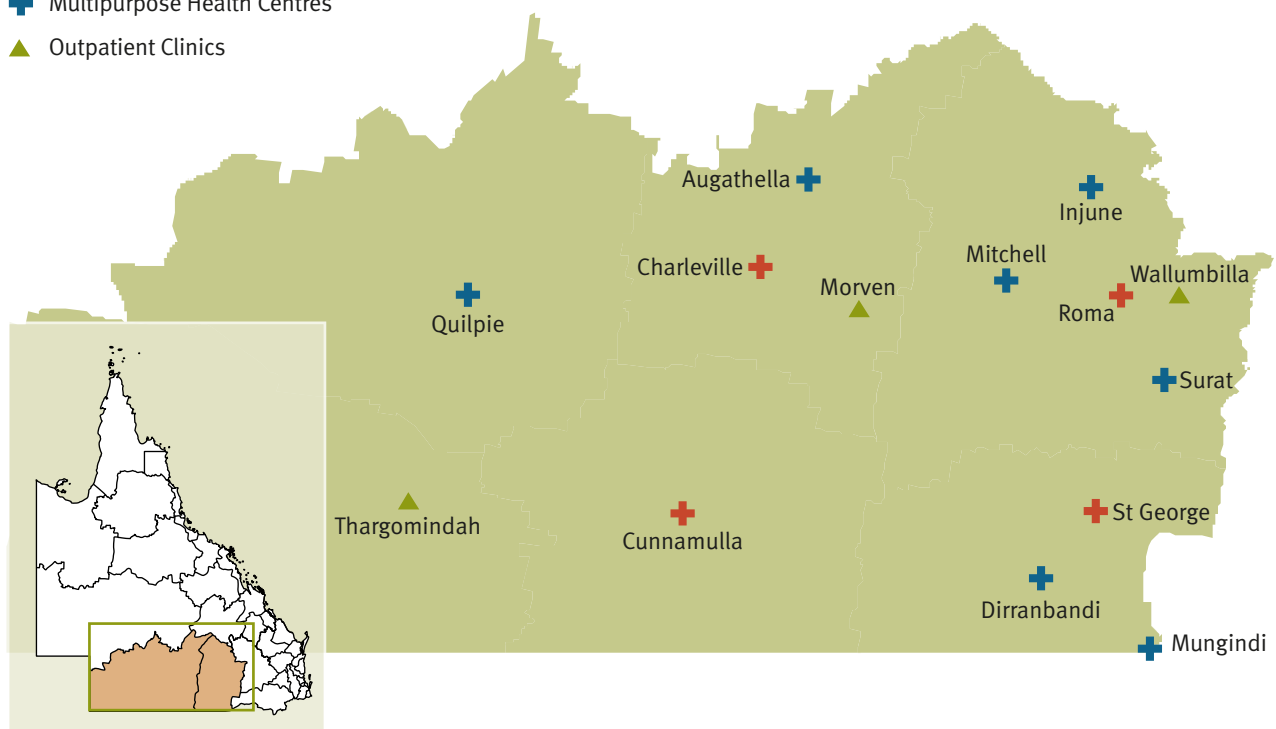 Multipurpose Health Centres
Outpatient Clinics
Augathella
Injune
Mitchell
Charleville
Wallumbilla
Morven
Roma
Quilpie
Surat
St George
Thargomindah
Cunnamulla
Dirranbandi
Mungindi